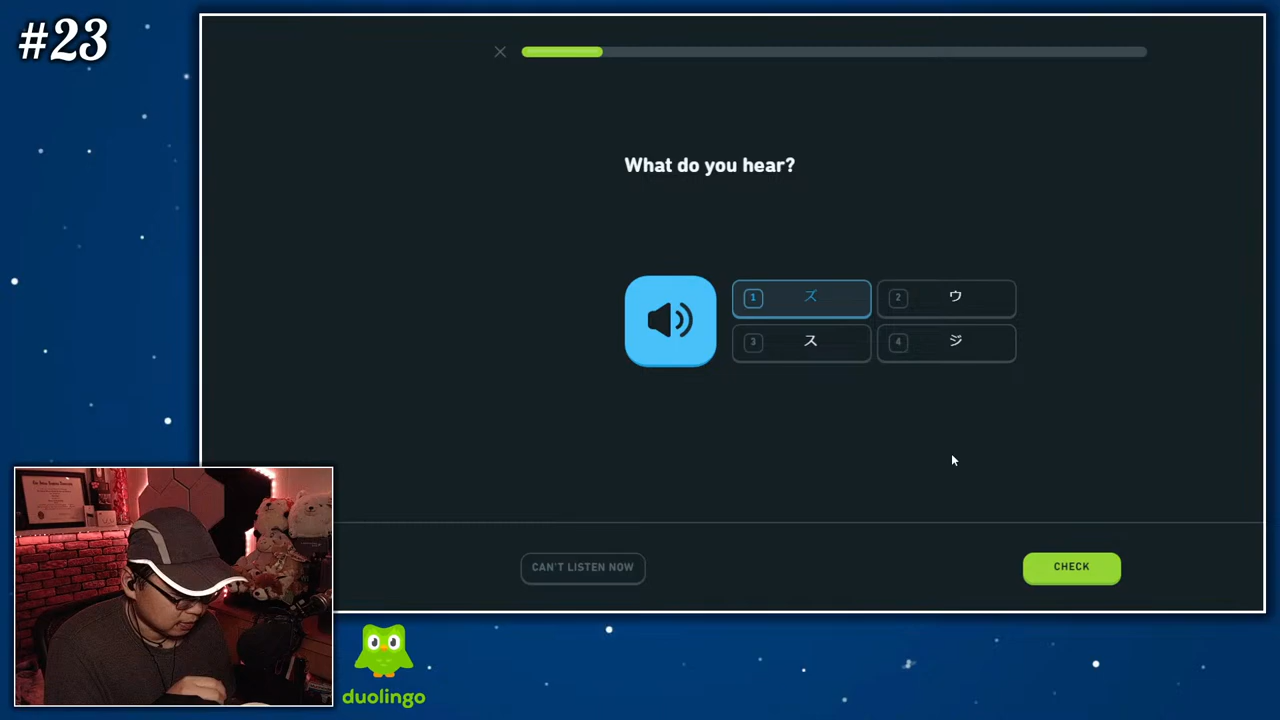 #23
What do you hear?
1 ズ
2 ウ
3 ス
4 ジ
CAN'T LISTEN NOW
CHECK
duolingo